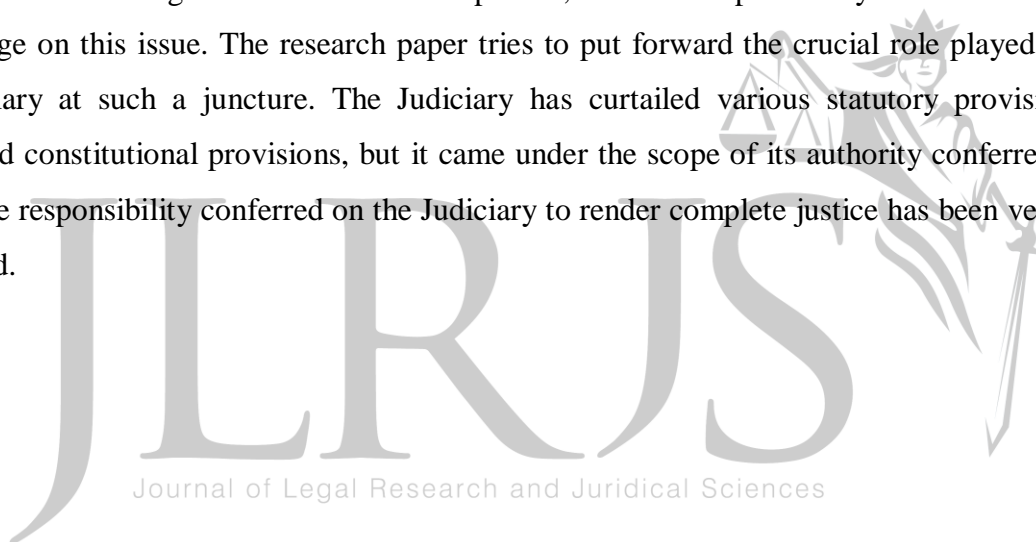 ge on this issue. The research paper tries to put forward the crucial role played
ary at such a juncture. The Judiciary has curtailed various statutory provis
d constitutional provisions, but it came under the scope of its authority conferre
e responsibility conferred on the Judiciary to render complete justice has been ve
d.
JLRJS
Journal of Legal Research and Juridical Sciences